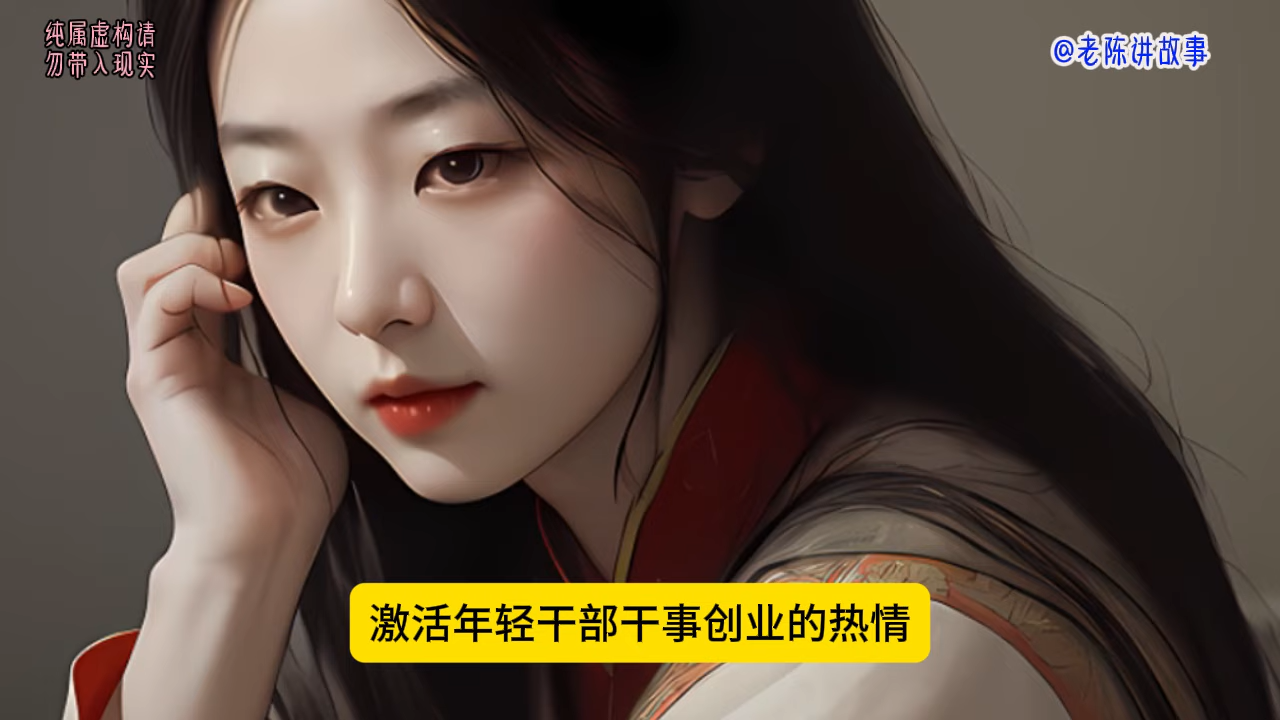 纯属虚构请
勿带入现实
@老陈讲故事
激活年轻干部干事创业的热情